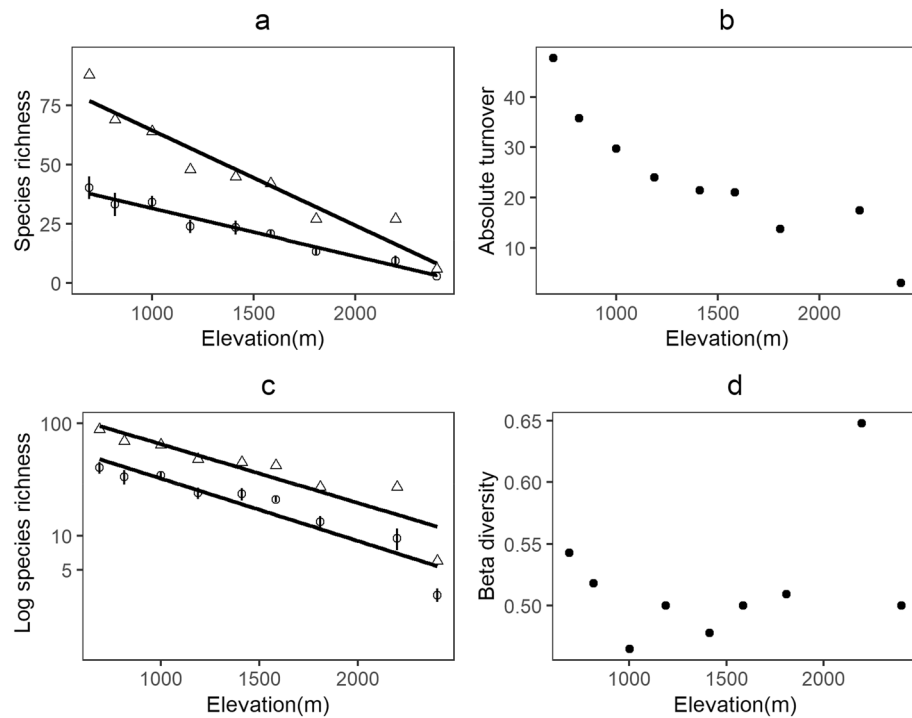 a
Species richness
75
50
25
0
1000 1500 2000
Elevation(m)
b
Absolute turnover
40
30
20
10
1000 1500 2000
Elevation(m)
c
Log species richness
100
10
5
1000 1500 2000
Elevation(m)
d
Beta diversity
0.65
0.60
0.55
0.50
1000 1500 2000
Elevation(m)